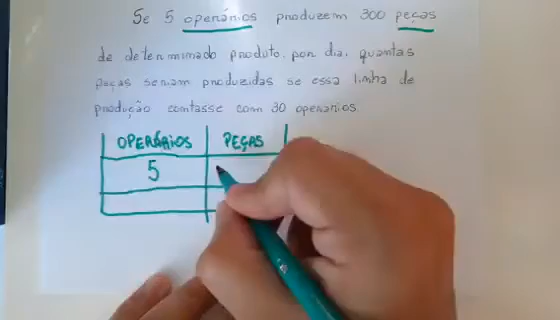 Se 5 operários produzem 300 peças
de determinado produto por dia, quantas
peças seriam produzidas se essa linha de
produção contasse com 30 operarios
OPERÁRIOS PEÇAS
5